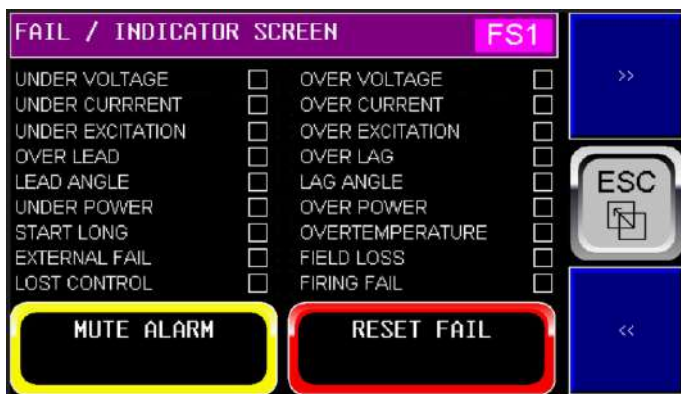 FAIL / INDICATOR SCREEN FS1
UNDER VOLTAGE OVER VOLTAGE
UNDER CURRRENT OVER CURRENT
UNDER EXCITATION OVER EXCITATION
OVER LEAD OVER LAG
LEAD ANGLE LAG ANGLE
UNDER POWER OVER POWER
START LONG OVERTEMPERATURE
EXTERNAL FAIL FIELD LOSS
LOST CONTROL FIRING FAIL
MUTE ALARM RESET FAIL
>>
ESC
<<